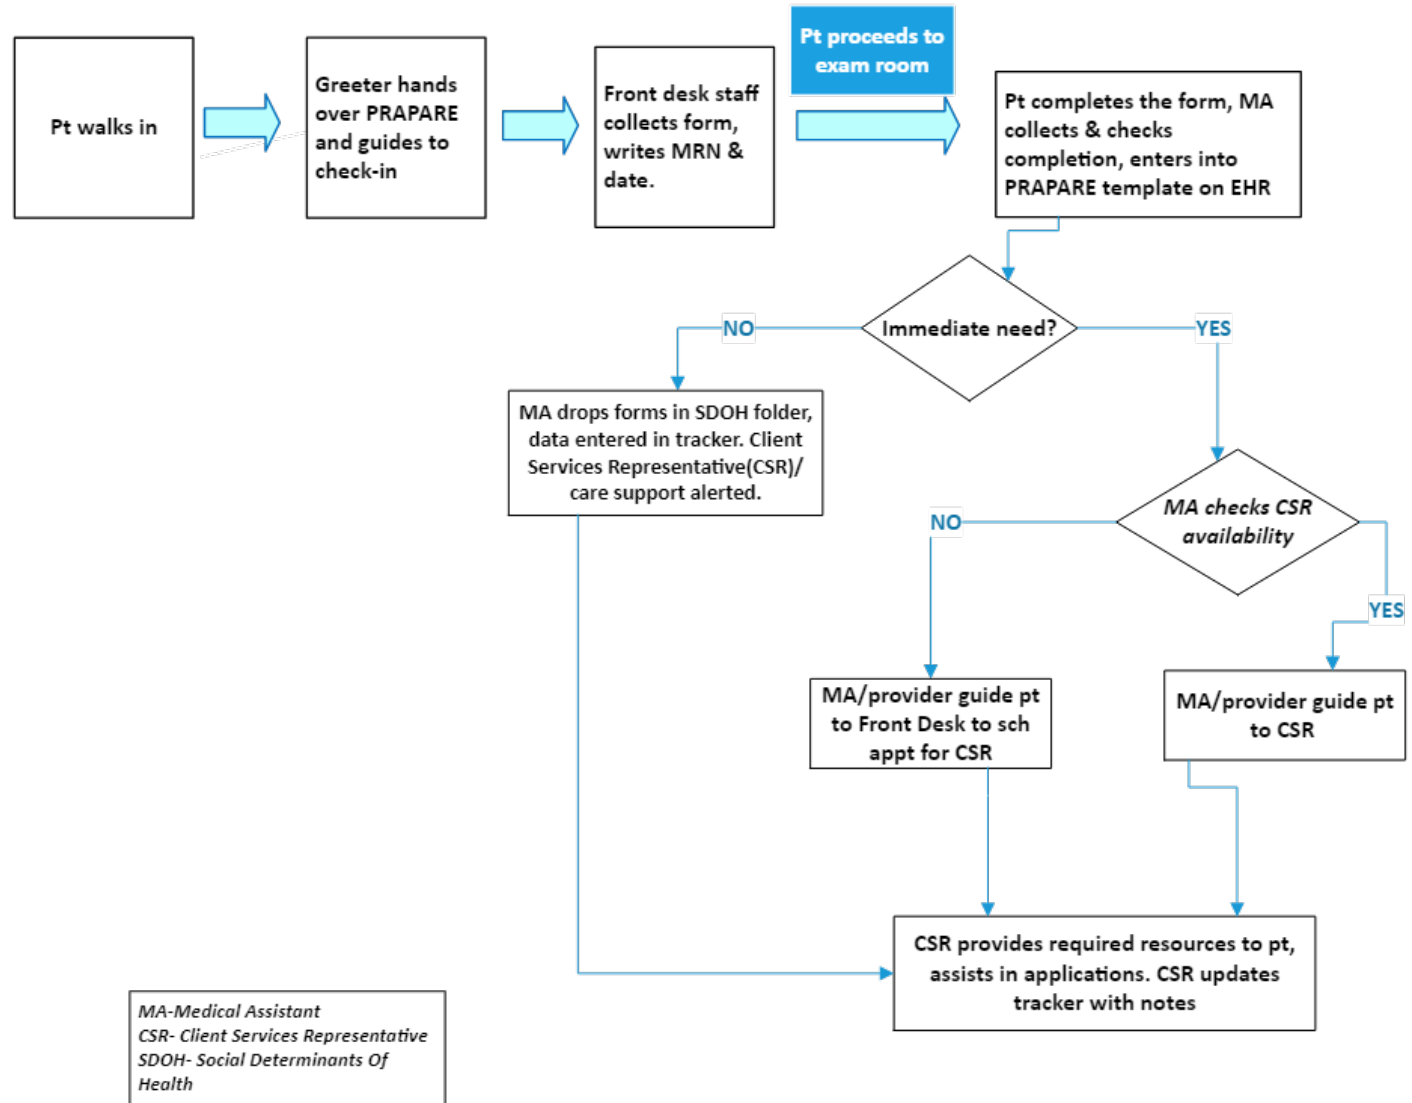 Pt walks in
Greeter hands
over PRAPARE
and guides to
check-in
Front desk staff
collects form,
writes MRN &
date.
Pt proceeds to
exam room
Pt completes the form, MA
collects & checks
completion, enters into
PRAPARE template on EHR
Immediate need?
NO
YES
MA drops forms in SDOH folder,
data entered in tracker. Client
Services Representative(CSR)/
care support alerted.
MA checks CSR
availability
NO
YES
MA/provider guide pt
to Front Desk to sch
appt for CSR
MA/provider guide pt
to CSR
CSR provides required resources to pt,
assists in applications. CSR updates
tracker with notes
MA-Medical Assistant
CSR- Client Services Representative
SDOH- Social Determinants Of
Health